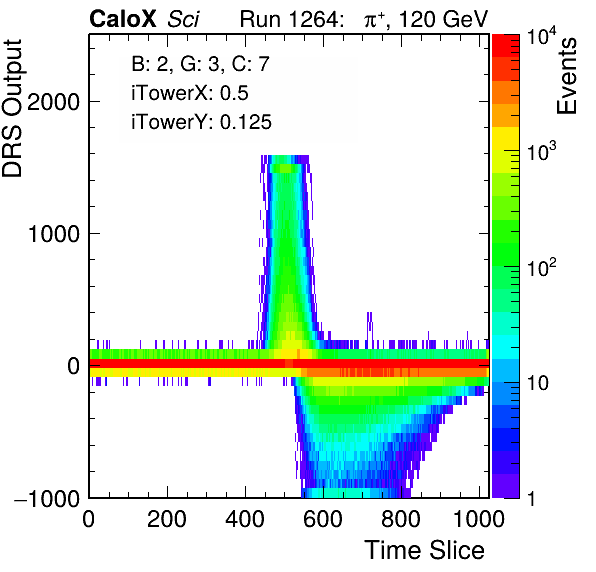 CaloX Sci Run 1264: π⁺, 120 GeV
B: 2, G: 3, C: 7
iTowerX: 0.5
iTowerY: 0.125
DRS Output
2000
1000
0
−1000
0 200 400 600 800 1000
Time Slice
Events
10⁴
10³
10²
10
1